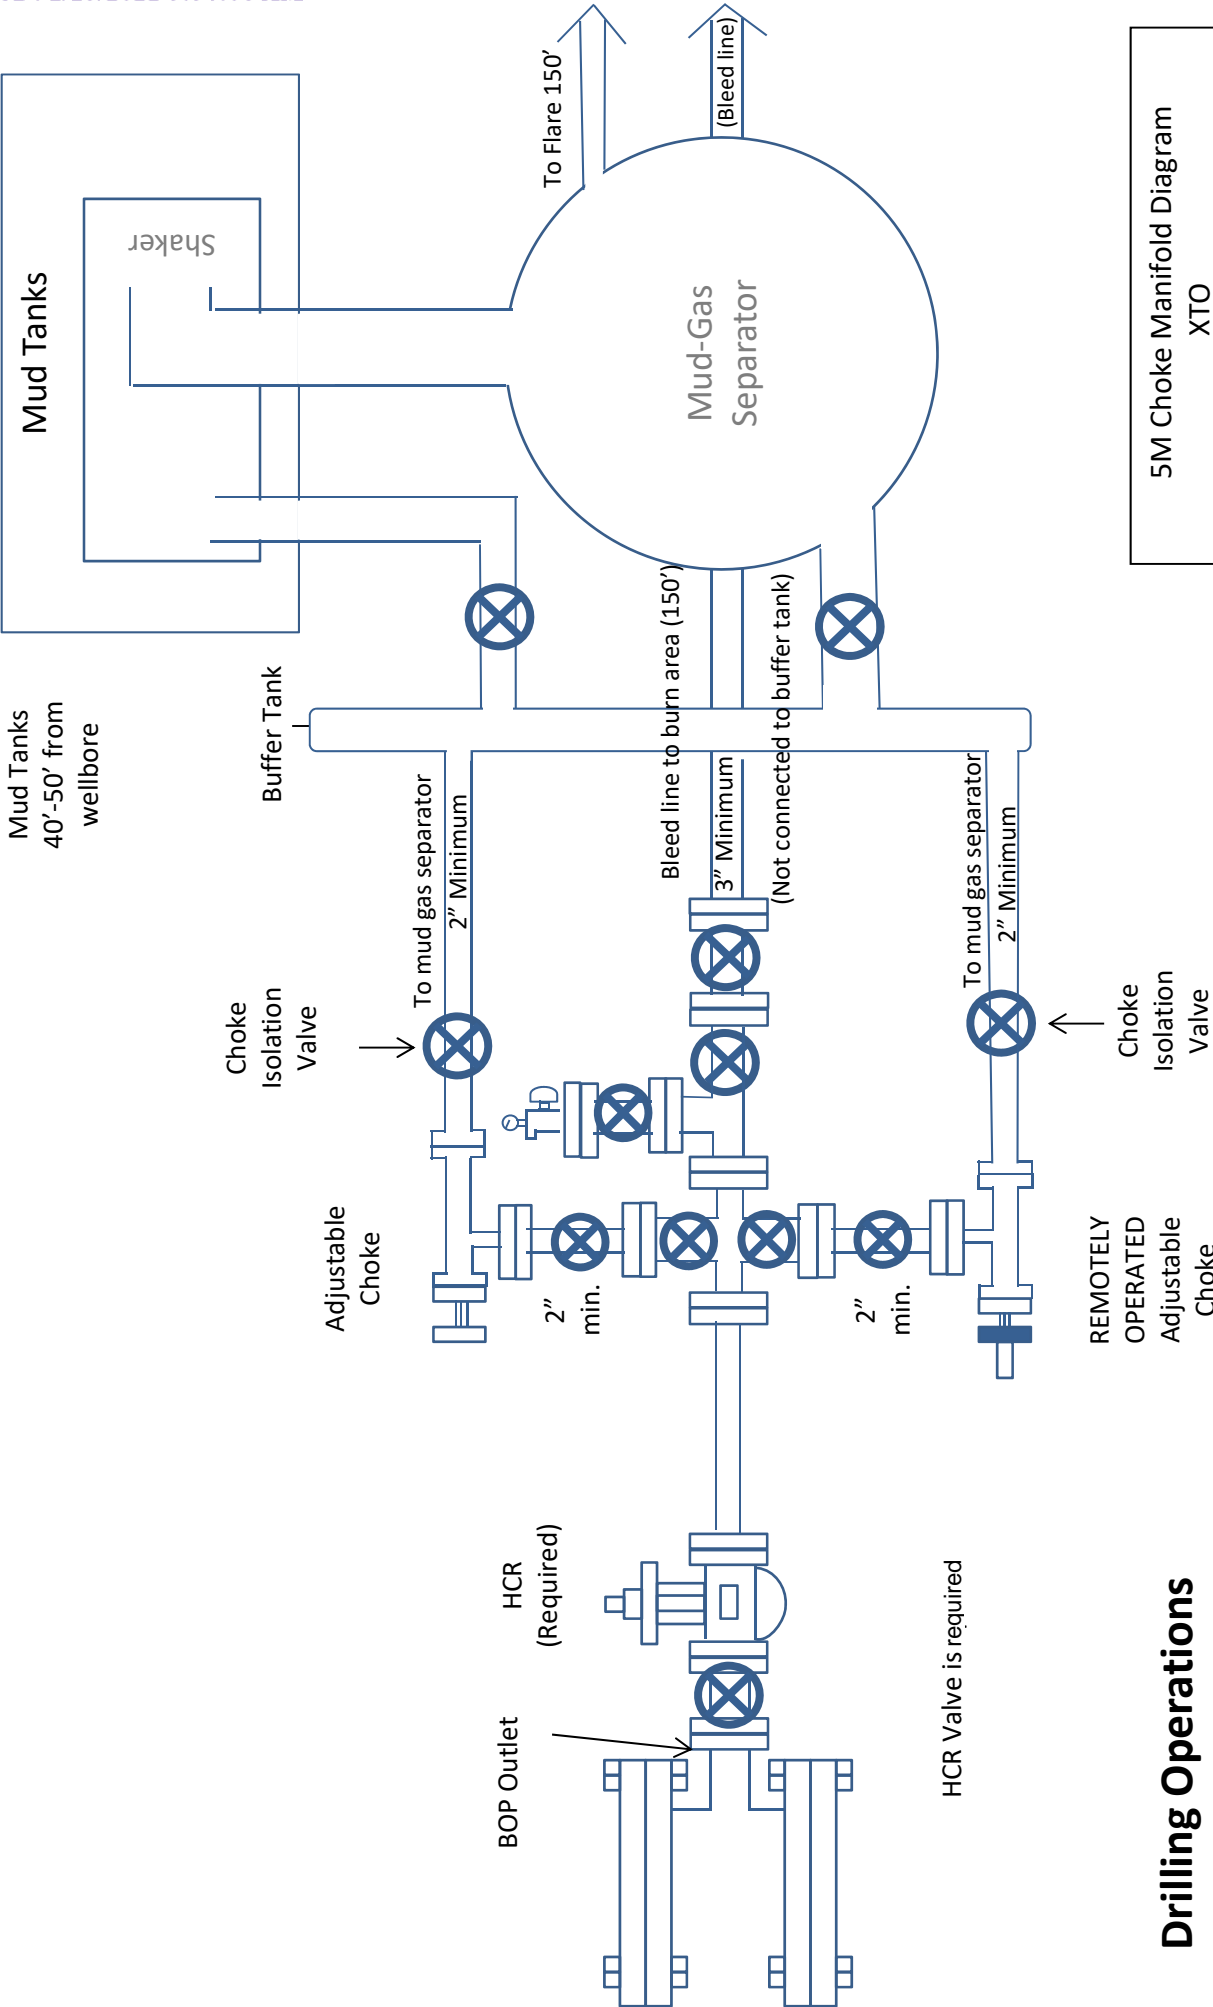 Mud Tanks
Shaker
Mud Tanks
40’-50’ from
wellbore
To Flare 150’
(Bleed line)
Mud-Gas
Separator
Buffer Tank
Bleed line to burn area (150’)
3” Minimum
(Not connected to buffer tank)
To mud gas separator
2” Minimum
To mud gas separator
2” Minimum
Choke
Isolation
Valve
Choke
Isolation
Valve
Adjustable
Choke
2”
min.
2”
min.
REMOTELY
OPERATED
Adjustable
Choke
HCR
(Required)
BOP Outlet
HCR Valve is required
Drilling Operations
5M Choke Manifold Diagram
XTO